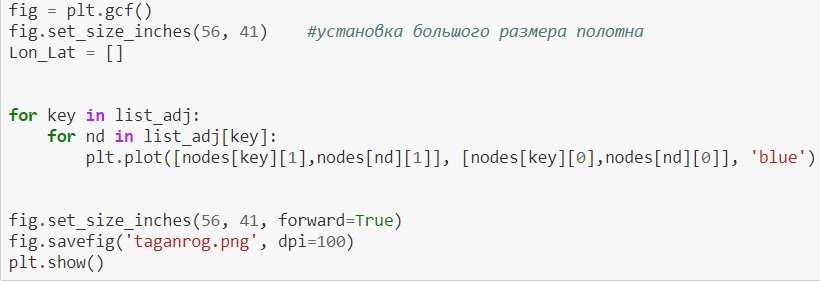 fig = plt.gcf()
fig.set_size_inches(56, 41)    #установка большого размера полотна
Lon_Lat = []
for key in list_adj:
    for nd in list_adj[key]:
        plt.plot([nodes[key][1],nodes[nd][1]], [nodes[key][0],nodes[nd][0]], 'blue')
fig.set_size_inches(56, 41, forward=True)
fig.savefig('taganrog.png', dpi=100)
plt.show()